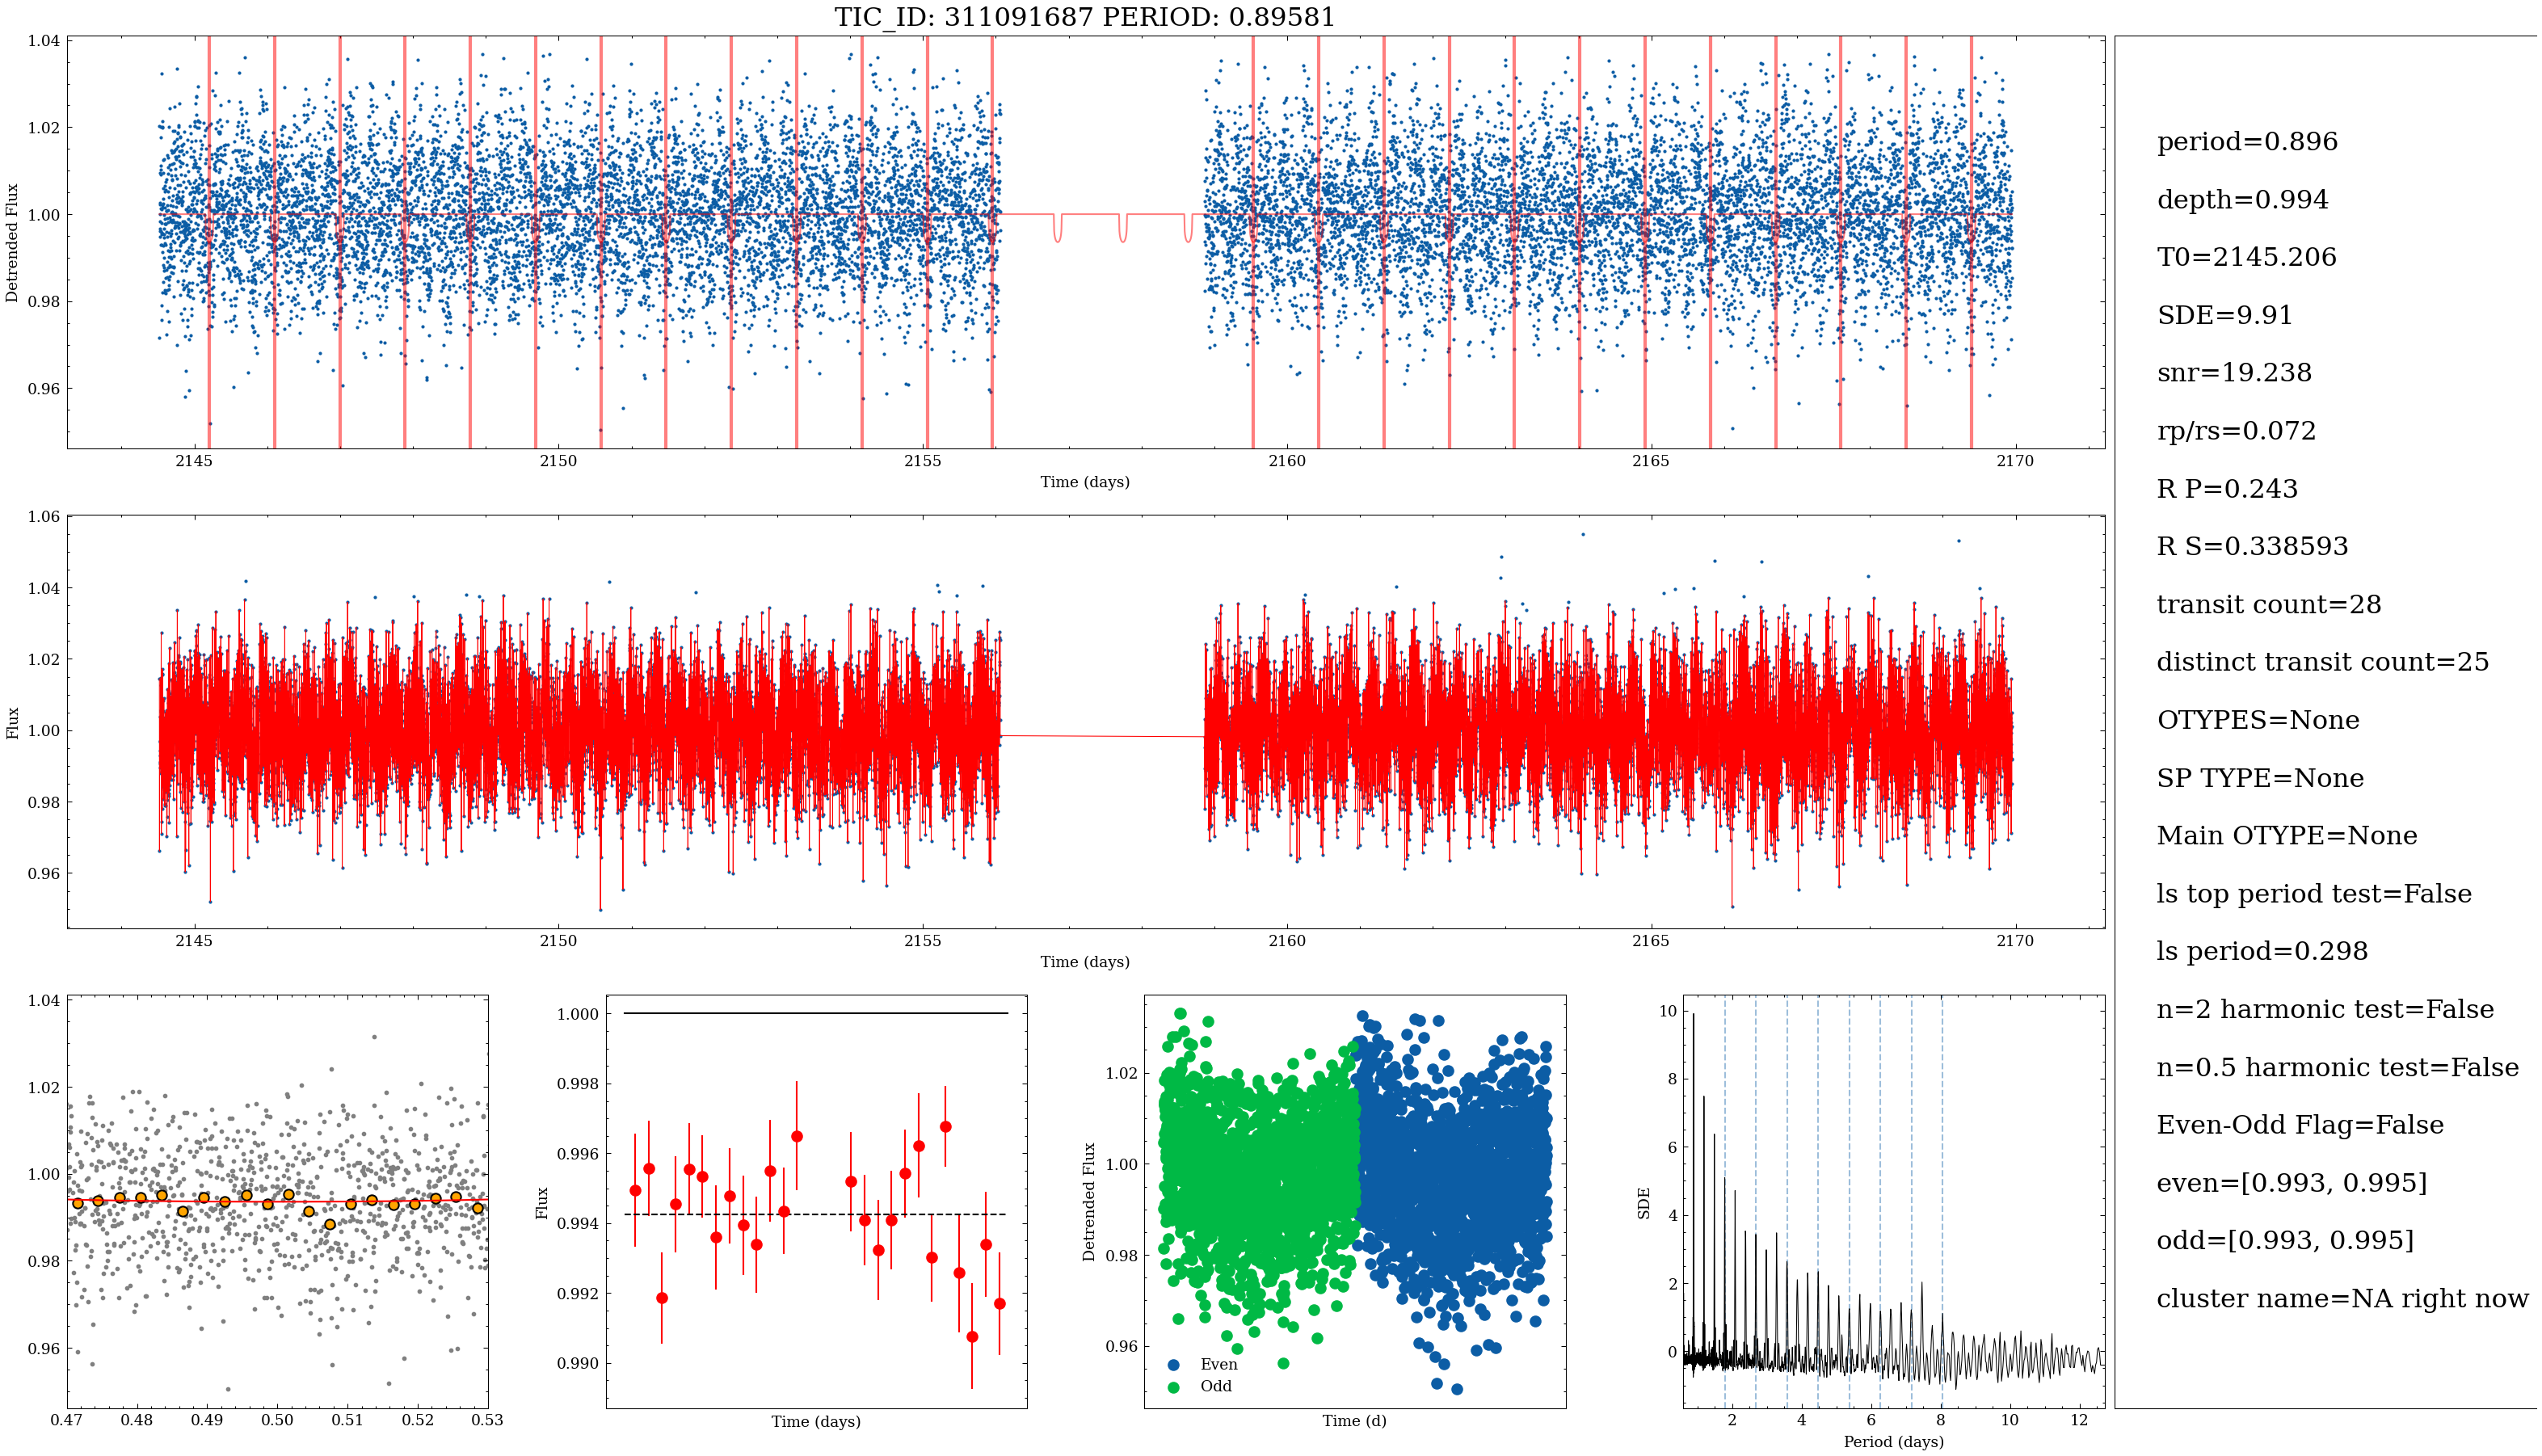 TIC_ID: 311091687 PERIOD: 0.89581
1.04
1.02
1.00
0.98
0.96
Detrended Flux
2145
2150
2155
2160
2165
2170
Time (days)
1.06
1.04
1.02
1.00
0.98
0.96
Flux
2145
2150
2155
2160
2165
2170
Time (days)
1.04
1.02
1.00
0.98
0.96
0.47
0.48
0.49
0.50
0.51
0.52
0.53
1.000
0.998
0.996
0.994
0.992
0.990
Flux
Time (days)
1.02
1.00
0.98
0.96
Detrended Flux
Even
Odd
Time (d)
10
8
6
4
2
0
SDE
2
4
6
8
10
12
Period (days)
period=0.896
depth=0.994
T0=2145.206
SDE=9.91
snr=19.238
rp/rs=0.072
R P=0.243
R S=0.338593
transit count=28
distinct transit count=25
OTYPES=None
SP TYPE=None
Main OTYPE=None
ls top period test=False
ls period=0.298
n=2 harmonic test=False
n=0.5 harmonic test=False
Even-Odd Flag=False
even=[0.993, 0.995]
odd=[0.993, 0.995]
cluster name=NA right now